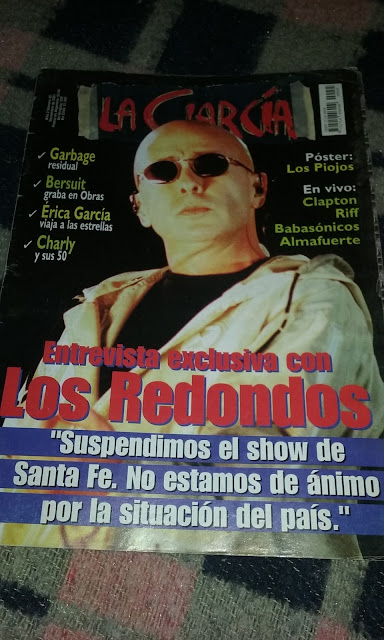 LA GARCÍA
✓ Garbage
residual
✓ Bersuit
graba en Obras
✓ Érica García
viaja a las estrellas
✓ Charly
y sus 50
Póster:
Los Piojos
En vivo:
Clapton
Riff
Babasónicos
Almafuerte
Entrevista exclusiva con
Los Redondos
"Suspendimos el show de
Santa Fe. No estamos de ánimo
por la situación del país."